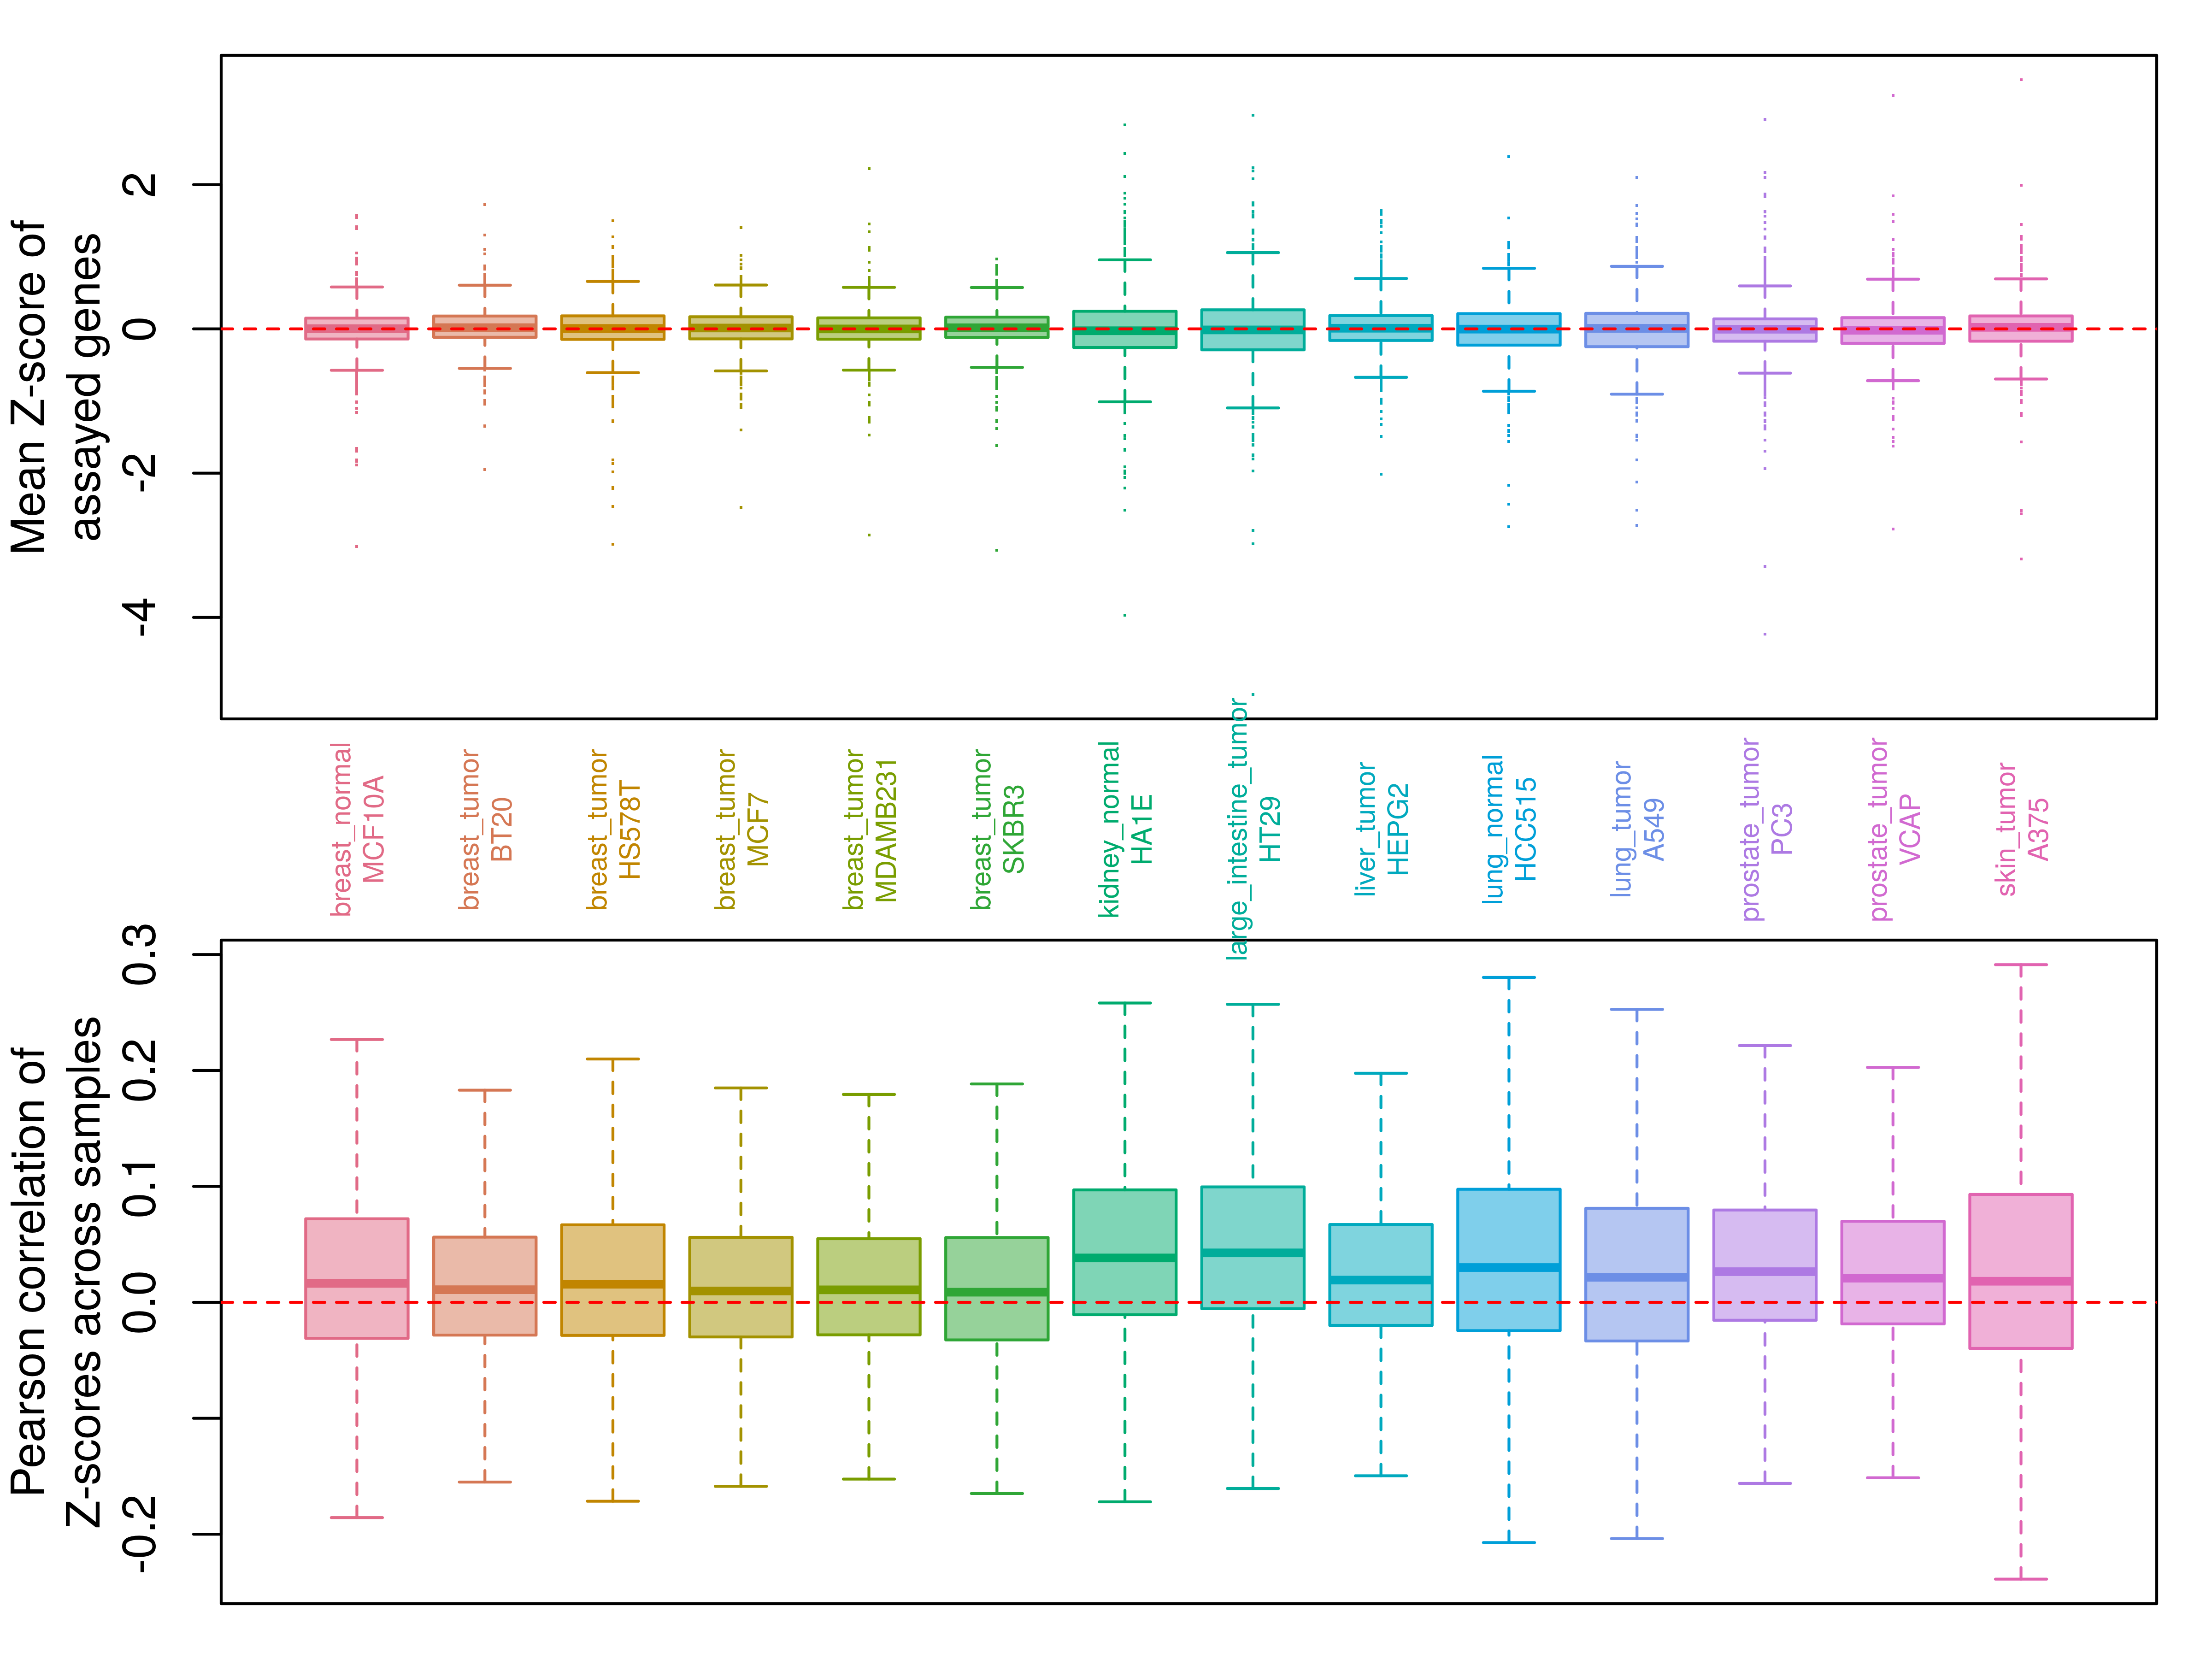 Mean Z-score of
assayed genes
2
0
-2
-4
breast_normal
MCF10A
breast_tumor
BT20
breast_tumor
HS578T
breast_tumor
MCF7
breast_tumor
MDAMB231
breast_tumor
SKBR3
kidney_normal
HA1E
large_intestine_tumor
HT29
liver_tumor
HEPG2
lung_normal
HCC515
lung_tumor
A549
prostate_tumor
PC3
prostate_tumor
VCAP
skin_tumor
A375
Pearson correlation of
Z-scores across samples
0.3
0.2
0.1
0.0
-0.2